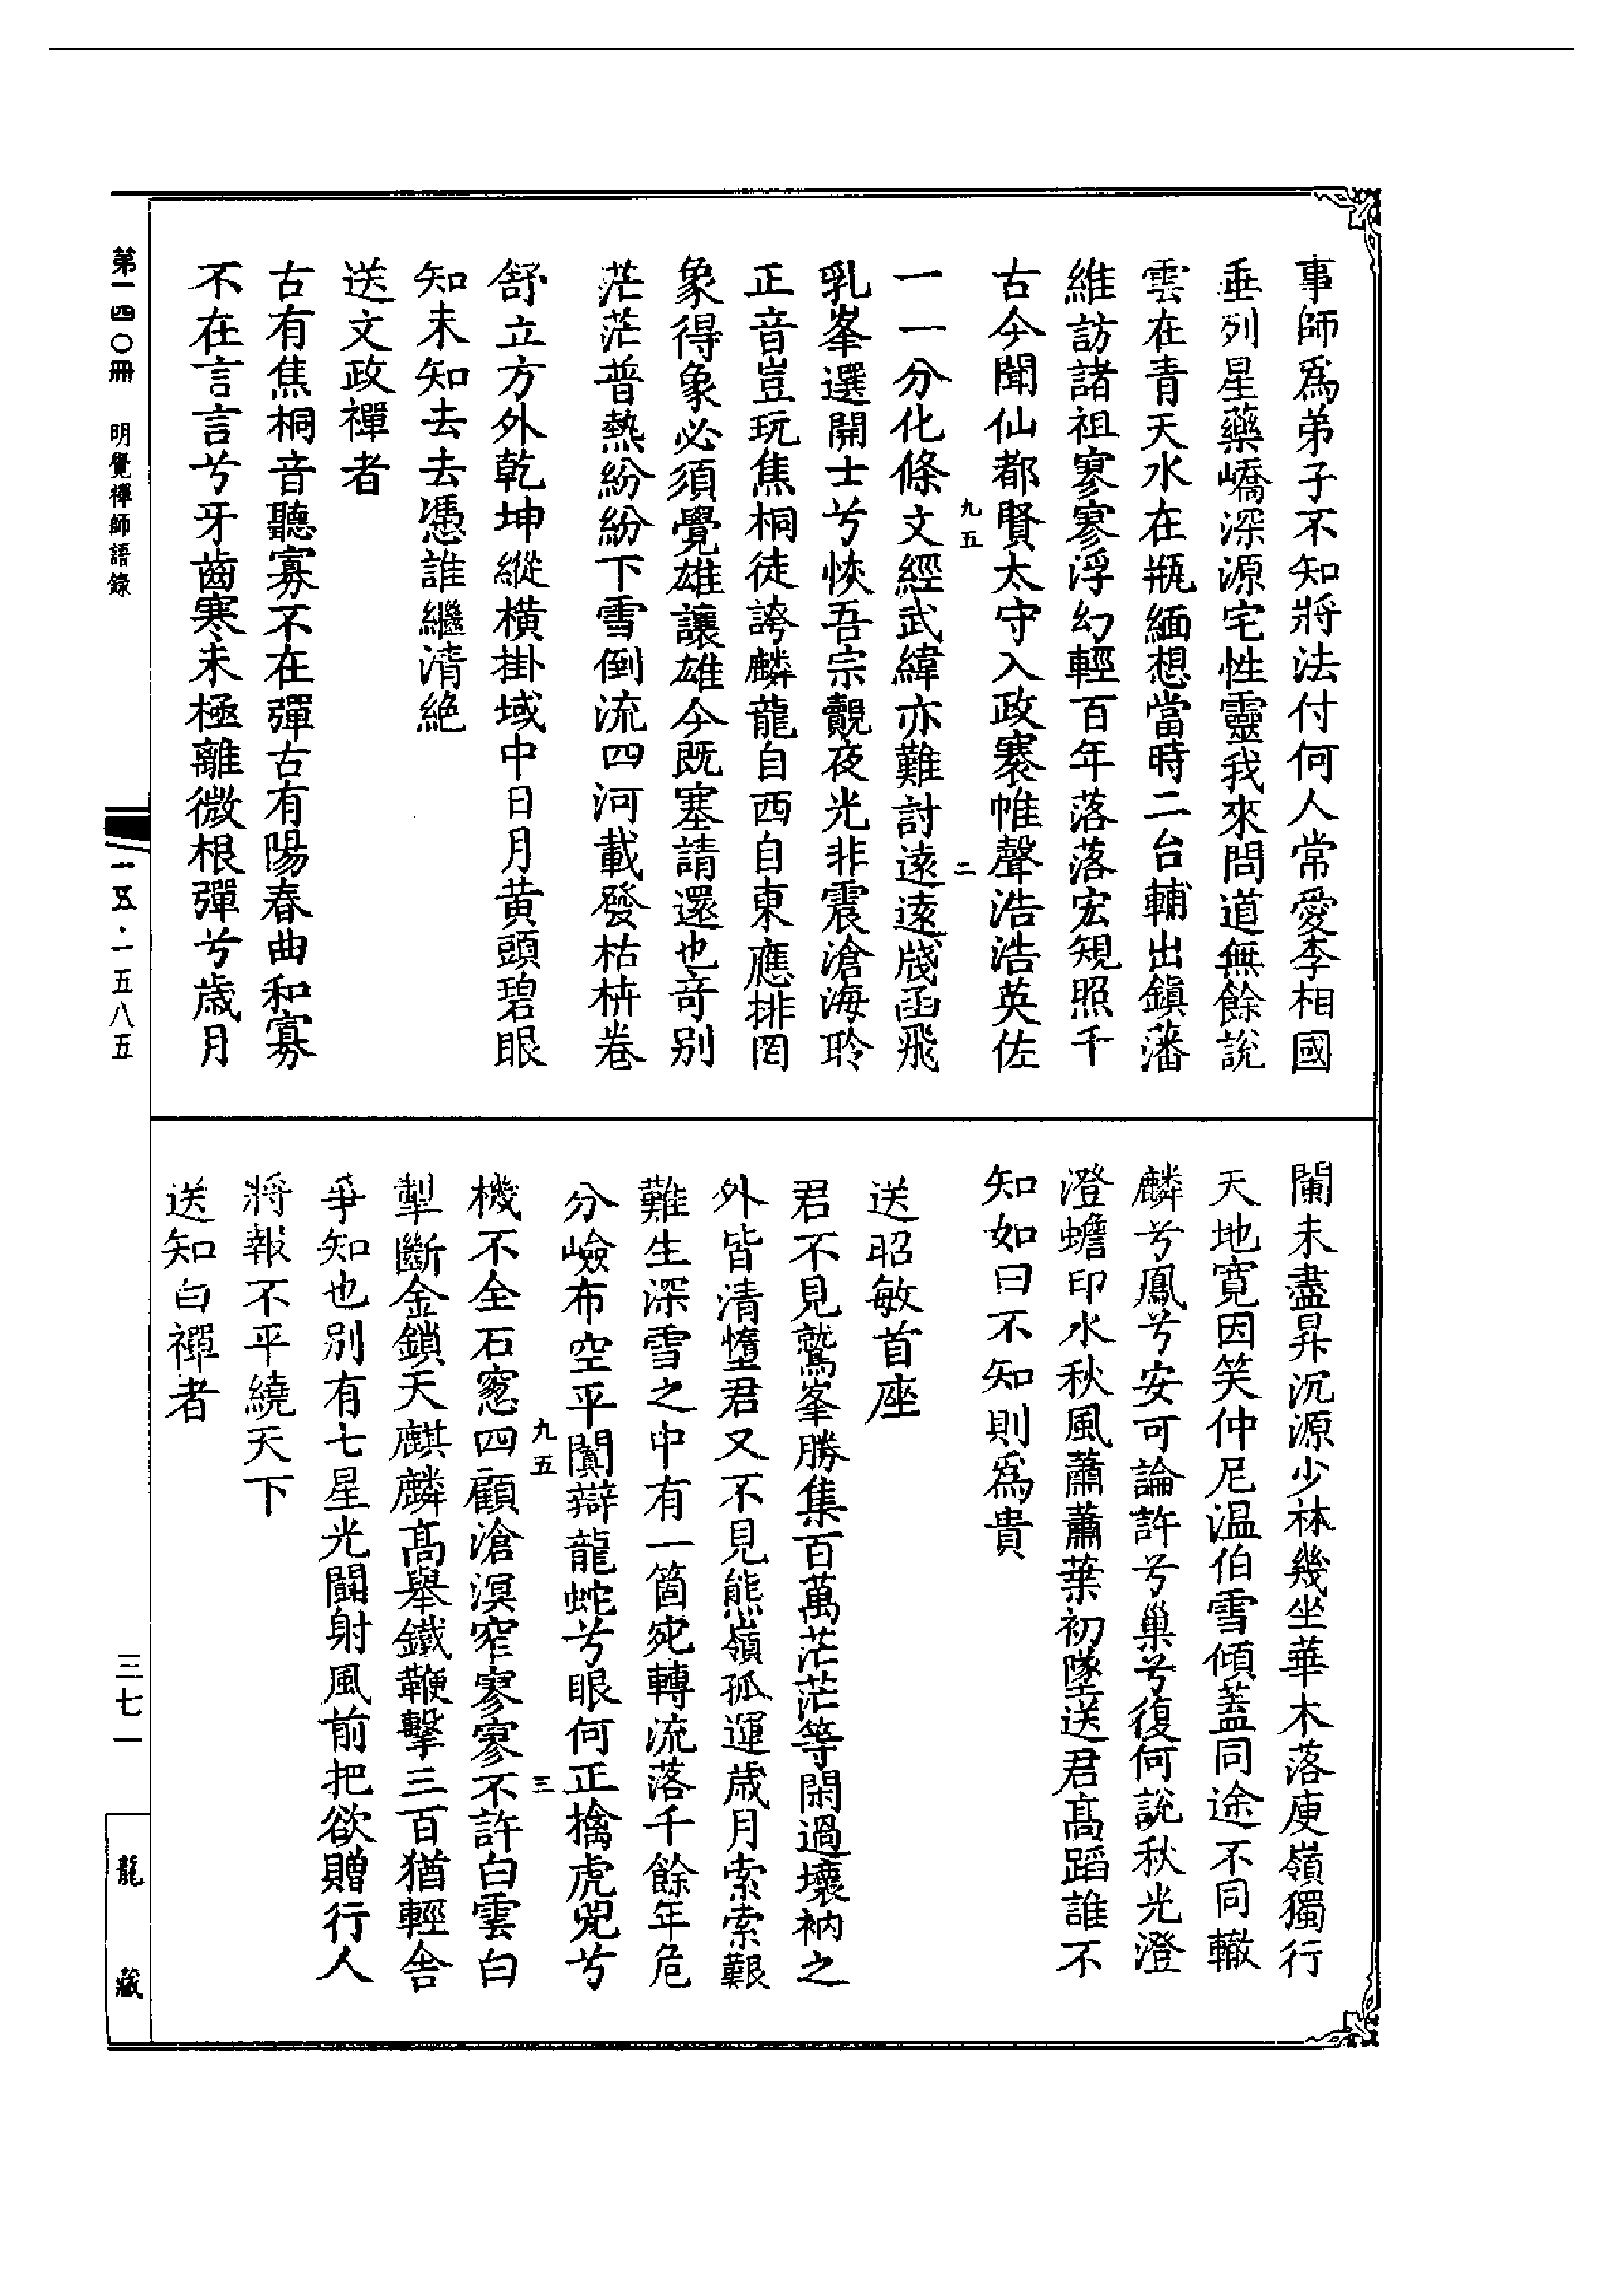 事師爲弟子不知將法付何人常愛李相國
垂列星藥嶠深源宅性靈我來問道無餘說
雲在青天水在瓶緬想當時二台輔出鎮藩
維訪諸祖寥寥浮幻輕百年落落宏規照千
古今聞仙都賢太守入政褰帷聲浩浩英佐
九五
二
一一分化條文經武緯亦難討遠遠牋函飛
乳峯選開士兮恢吾宗覿夜光非震滄海聆
正音豈玩焦桐徒誇麟龍自西自東應排罔
象得象必須覺雄讓雄今既塞請還也奇别
茫茫普熱紛紛下雪倒流四河載發枯枿卷
舒立方外乾坤縱橫掛域中日月黄頭碧眼
知未知去去憑誰繼清絶
送文政禪者
古有焦桐音聽寡不在彈古有陽春曲和寡
不在言言兮牙齒寒未極離微根彈兮歳月
闌未盡昇沉源少林幾坐華木落庾嶺獨行
天地寛因笑仲尼温伯雪傾蓋同途不同轍
麟兮鳳兮安可論許兮巢兮復何說秋光澄
澄蟾印水秋風蕭蕭葉初墜送君髙蹈誰不
知如曰不知則爲貴
送昭敏首座
君不見鷲峯勝集百萬茫茫等閑過壞衲之
外皆清惰君又不見熊嶺孤運歳月索索艱
難生深雪之中有一箇宛轉流落千餘年危
分嶮布空平闃辯龍蛇兮眼何正擒虎兕兮
九五
三
機不全石窓四顧滄溟窄寥寥不許白雲白
掣斷金鎖天麒麟髙舉鐵鞭擊三百猶輕舍
爭知也别有七星光鬪射風前把欲贈行人
將報不平繞天下
送知白禪者
第一四〇冊 明覺禪師語錄
一五·一五八五
三七一
龍藏